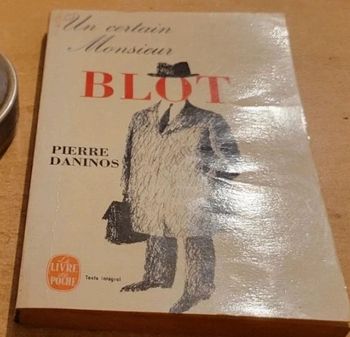 Un certain
Monsieur
BLOT
PIERRE
DANINOS
Le
LIVRE
de
POCHE
Texte intégral